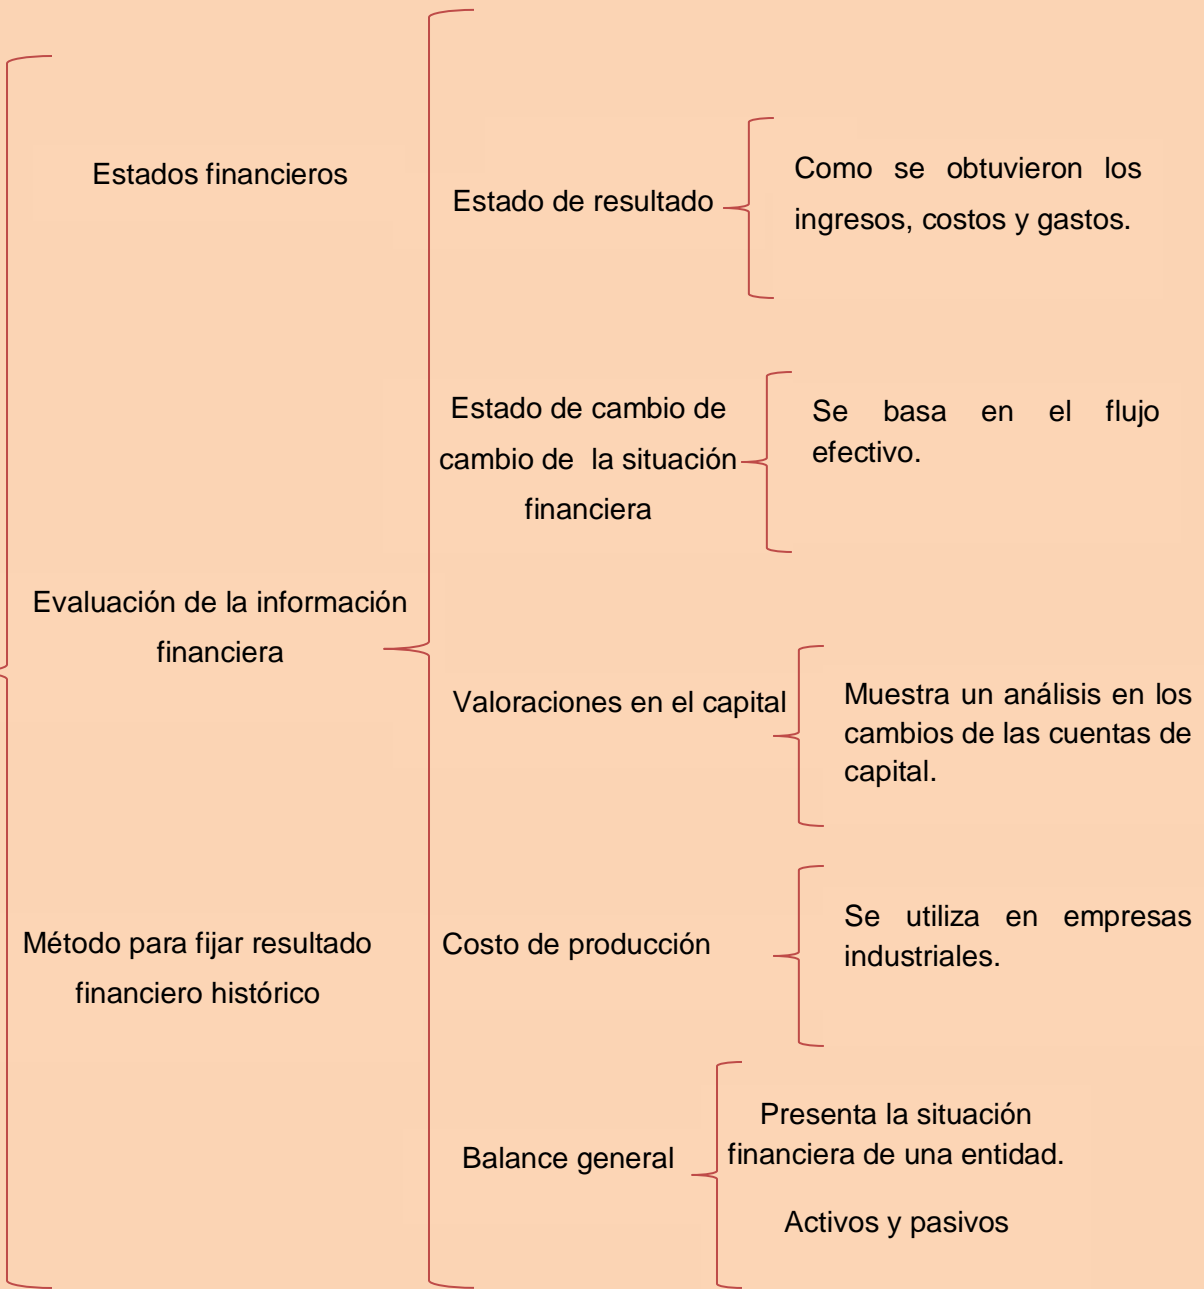 Estados financieros
Evaluación de la información
financiera
Método para fijar resultado
financiero histórico
Estado de resultado
Como se obtuvieron los
ingresos, costos y gastos.
Estado de cambio de
cambio de la situación
financiera
Se basa en el flujo
efectivo.
Valoraciones en el capital
Muestra un análisis en los
cambios de las cuentas de
capital.
Costo de producción
Se utiliza en empresas
industriales.
Balance general
Presenta la situación
financiera de una entidad.
Activos y pasivos